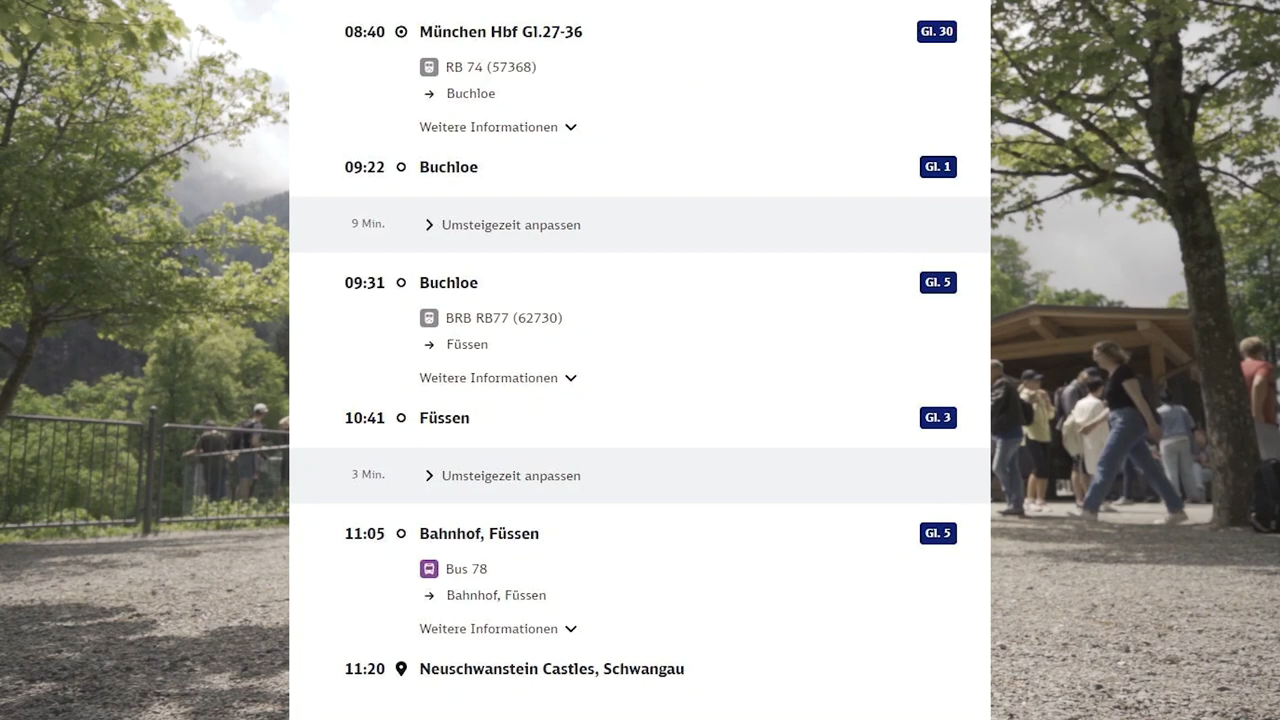 08:40 München Hbf Gl.27-36 Gl. 30
RB 74 (57368)
→ Buchloe
Weitere Informationen
09:22 Buchloe Gl. 1
9 Min. Umsteigezeit anpassen
09:31 Buchloe Gl. 5
BRB RB77 (62730)
→ Füssen
Weitere Informationen
10:41 Füssen Gl. 3
3 Min. Umsteigezeit anpassen
11:05 Bahnhof, Füssen Gl. 5
Bus 78
→ Bahnhof, Füssen
Weitere Informationen
11:20 Neuschwanstein Castles, Schwangau